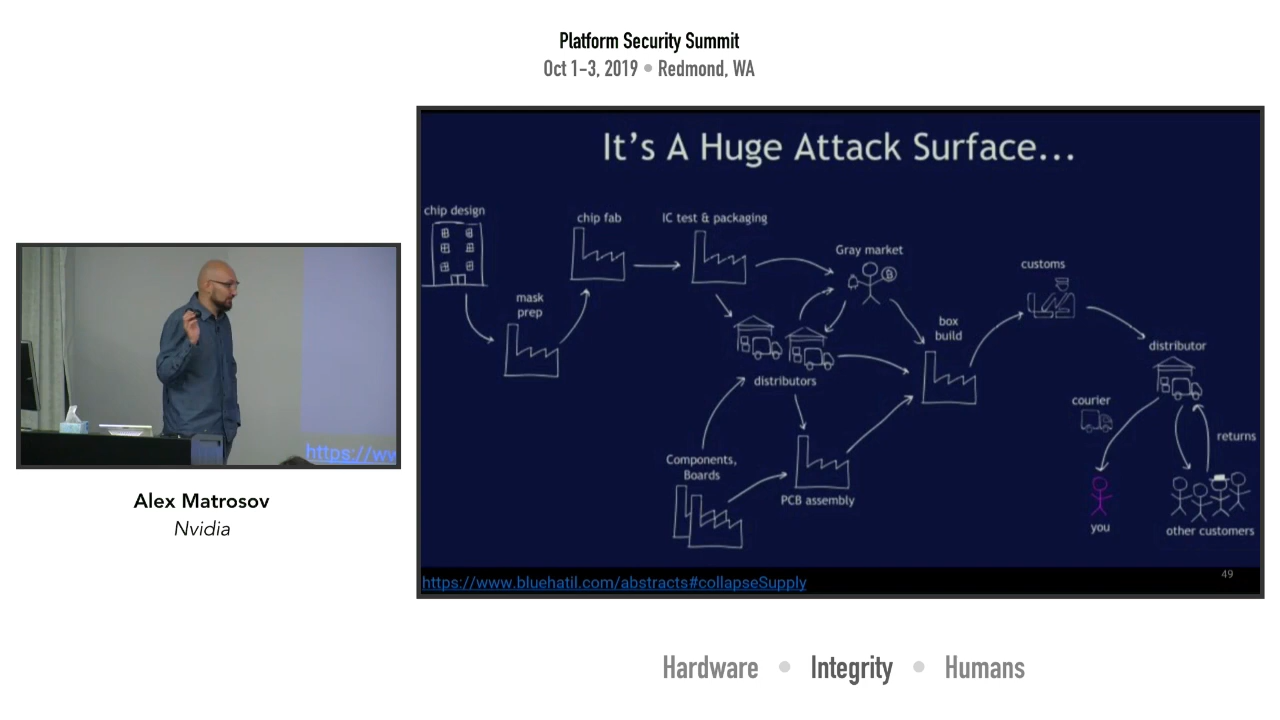 Platform Security Summit
Oct 1-3, 2019 • Redmond, WA
It's A Huge Attack Surface...
chip design
mask
prep
chip fab
IC test & packaging
Gray market
distributors
Components,
Boards
PCB assembly
box
build
customs
distributor
courier
you
returns
other customers
https://www.bluehatil.com/abstracts#collapseSupply
49
https://ww
Alex Matrosov
Nvidia
Hardware • Integrity • Humans